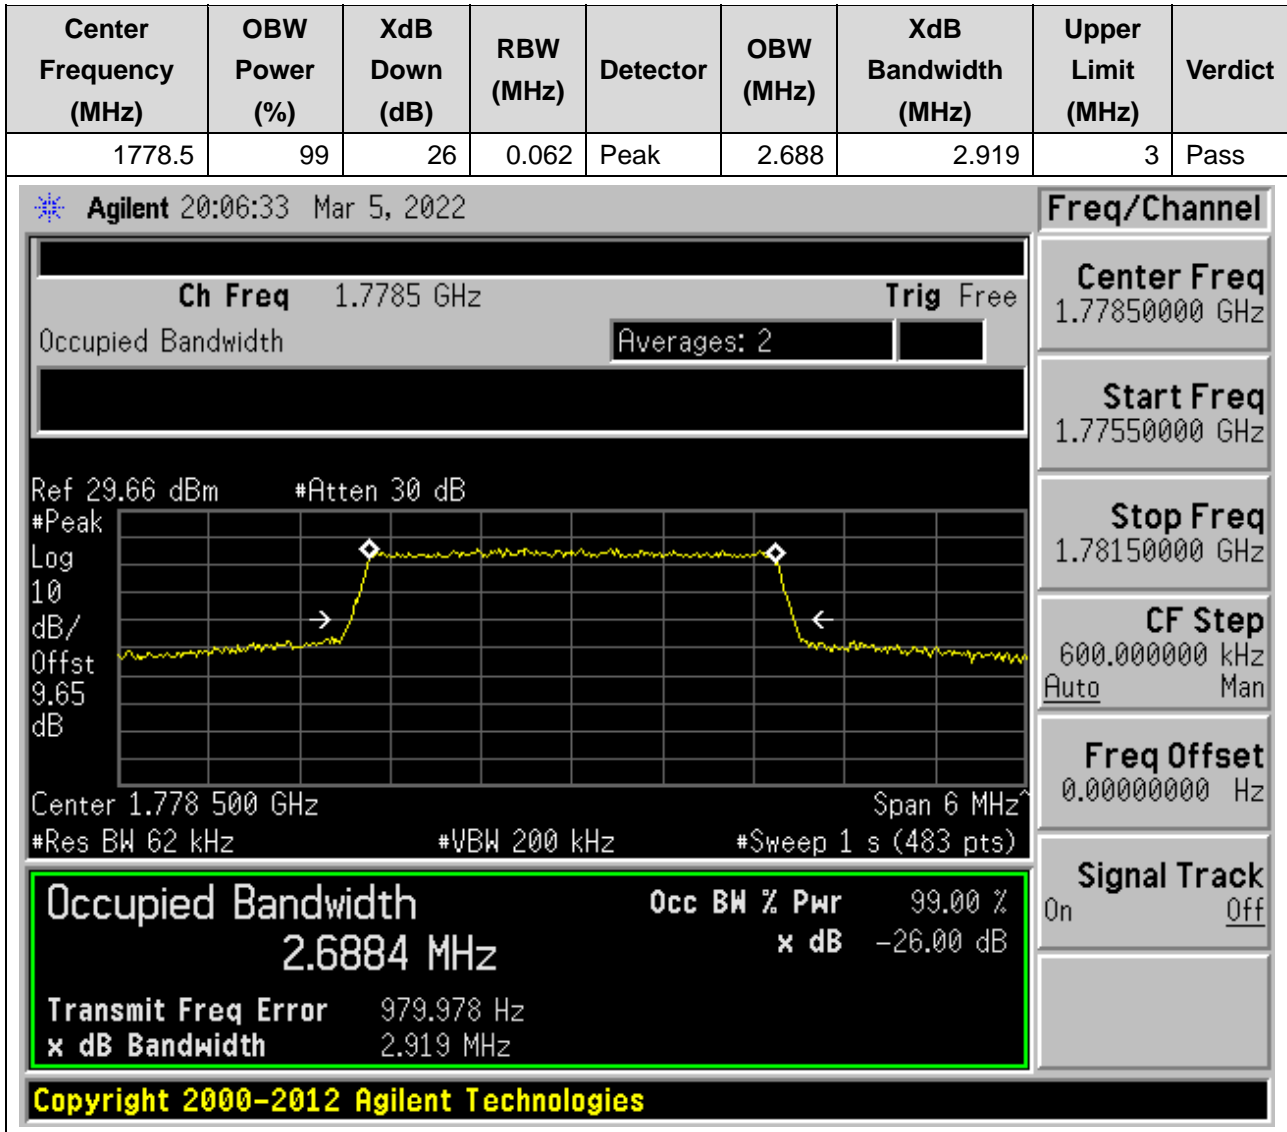 Center Frequency (MHz) OBW Power (%) XdB Down (dB) RBW (MHz) Detector OBW (MHz) XdB Bandwidth (MHz) Upper Limit (MHz) Verdict
1778.5 99 26 0.062 Peak 2.688 2.919 3 Pass
Agilent 20:06:33 Mar 5, 2022
Freq/Channel
Ch Freq 1.7785 GHz Trig Free
Occupied Bandwidth Averages: 2
Center Freq
1.77850000 GHz
Start Freq
1.77550000 GHz
Stop Freq
1.78150000 GHz
CF Step
600.000000 kHz
Auto Man
Freq Offset
0.00000000 Hz
Signal Track
On Off
Ref 29.66 dBm #Atten 30 dB
#Peak
Log
10
dB/
Offst
9.65
dB
Center 1.778 500 GHz Span 6 MHz^
#Res BW 62 kHz #VBW 200 kHz #Sweep 1 s (483 pts)
Occupied Bandwidth Occ BW % Pwr 99.00 %
2.6884 MHz x dB -26.00 dB
Transmit Freq Error 979.978 Hz
x dB Bandwidth 2.919 MHz
Copyright 2000-2012 Agilent Technologies